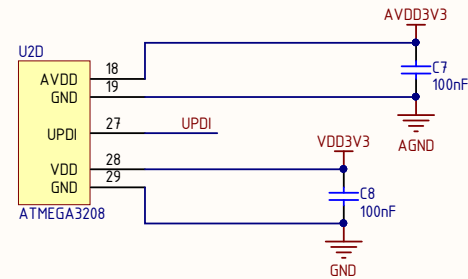 AVDD3V3
U2D
AVDD 18
GND 19
C7
100nF
UPDI 27 UPDI
AGND
VDD3V3
VDD 28
GND 29
C8
100nF
ATMEGA3208
GND